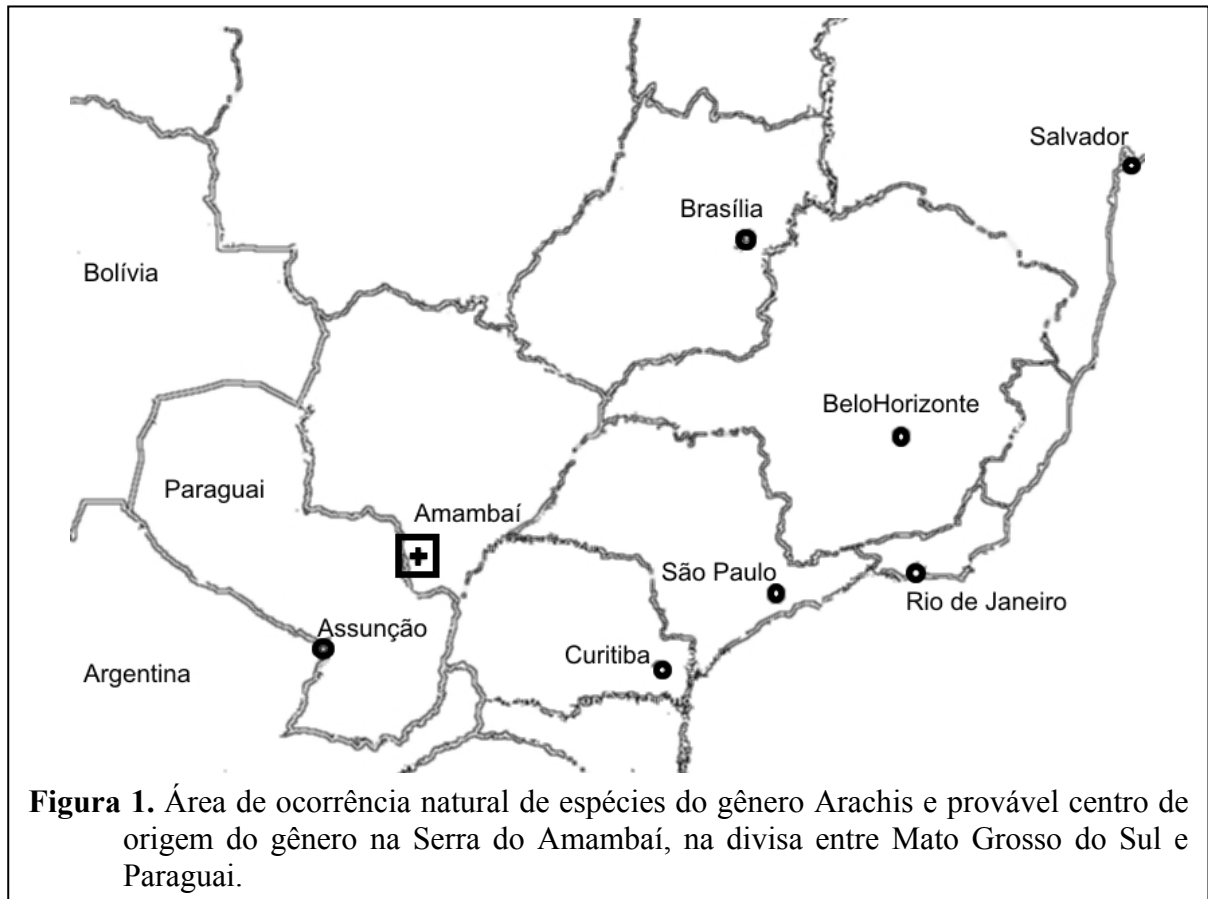 Salvador
Brasília
Bolívia
BeloHorizonte
Paraguai
Amambaí
São Paulo
Rio de Janeiro
Assunção
Curitiba
Argentina
Figura 1. Área de ocorrência natural de espécies do gênero Arachis e provável centro de
origem do gênero na Serra do Amambaí, na divisa entre Mato Grosso do Sul e
Paraguai.